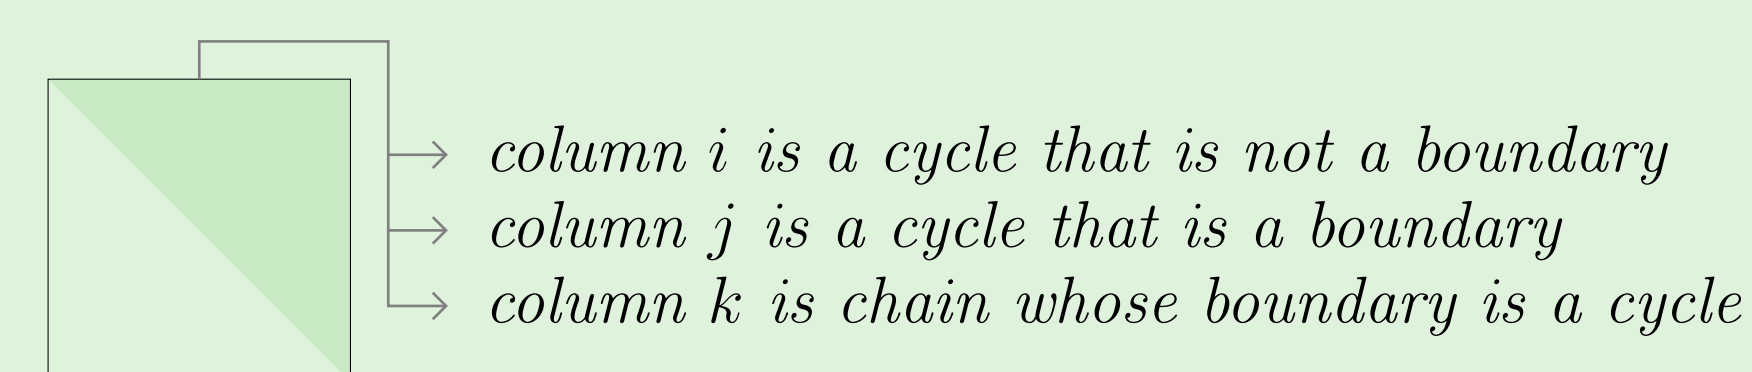 column i is a cycle that is not a boundary
column j is a cycle that is a boundary
column k is chain whose boundary is a cycle